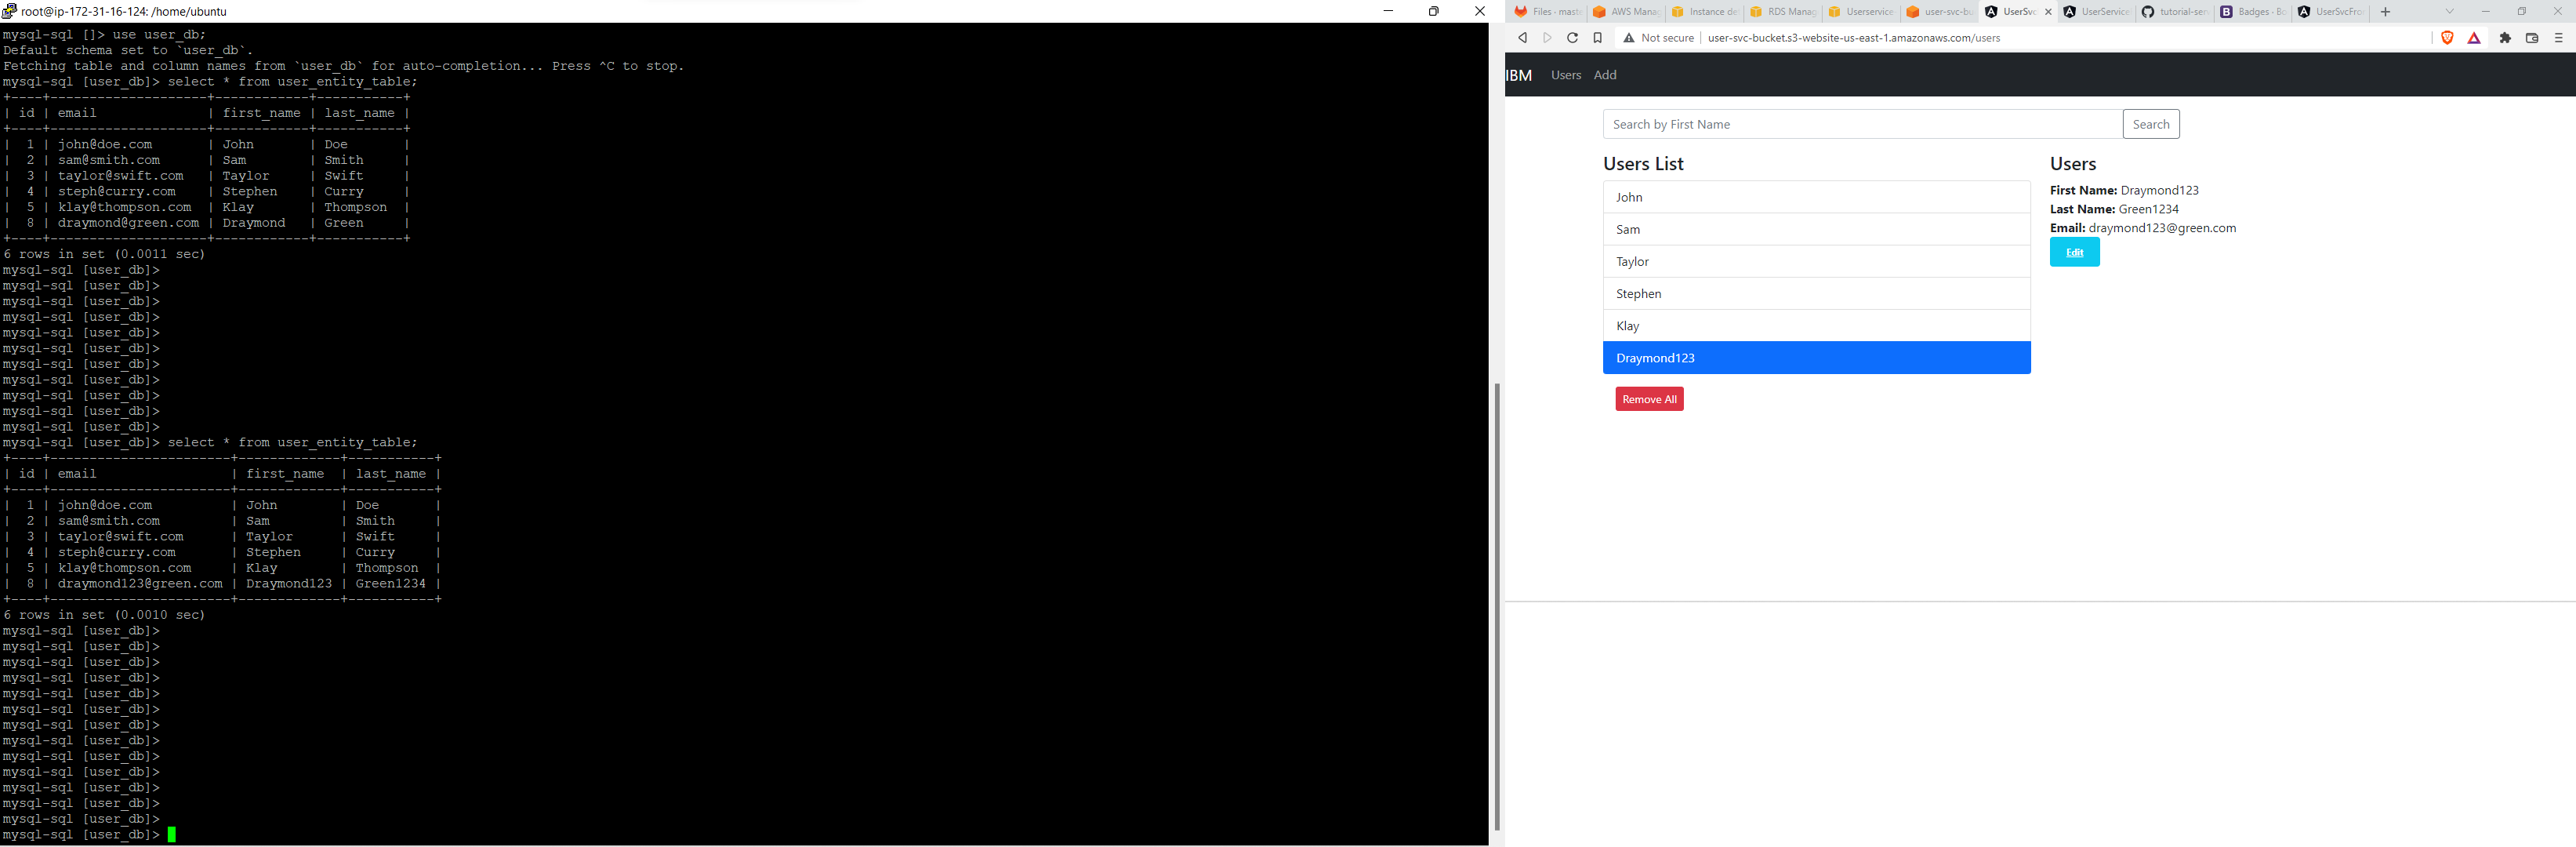 root@ip-172-31-16-124: /home/ubuntu
mysql-sql []> use user_db;
Default schema set to `user_db`.
Fetching table and column names from `user_db` for auto-completion... Press ^C to stop.
mysql-sql [user_db]> select * from user_entity_table;
+----+--------------------+------------+-----------+
| id | email              | first_name | last_name |
+----+--------------------+------------+-----------+
|  1 | john@doe.com       | John       | Doe       |
|  2 | sam@smith.com      | Sam        | Smith     |
|  3 | taylor@swift.com   | Taylor     | Swift     |
|  4 | steph@curry.com    | Stephen    | Curry     |
|  5 | klay@thompson.com  | Klay       | Thompson  |
|  8 | draymond@green.com | Draymond   | Green     |
+----+--------------------+------------+-----------+
6 rows in set (0.0011 sec)
mysql-sql [user_db]>
mysql-sql [user_db]>
mysql-sql [user_db]>
mysql-sql [user_db]>
mysql-sql [user_db]>
mysql-sql [user_db]>
mysql-sql [user_db]>
mysql-sql [user_db]>
mysql-sql [user_db]>
mysql-sql [user_db]>
mysql-sql [user_db]>
mysql-sql [user_db]> select * from user_entity_table;
+----+-----------------------+-------------+-----------+
| id | email                 | first_name  | last_name |
+----+-----------------------+-------------+-----------+
|  1 | john@doe.com          | John        | Doe       |
|  2 | sam@smith.com         | Sam         | Smith     |
|  3 | taylor@swift.com      | Taylor      | Swift     |
|  4 | steph@curry.com       | Stephen     | Curry     |
|  5 | klay@thompson.com     | Klay        | Thompson  |
|  8 | draymond123@green.com | Draymond123 | Green1234 |
+----+-----------------------+-------------+-----------+
6 rows in set (0.0010 sec)
mysql-sql [user_db]>
mysql-sql [user_db]>
mysql-sql [user_db]>
mysql-sql [user_db]>
mysql-sql [user_db]>
mysql-sql [user_db]>
mysql-sql [user_db]>
mysql-sql [user_db]>
mysql-sql [user_db]>
mysql-sql [user_db]>
mysql-sql [user_db]>
mysql-sql [user_db]>
mysql-sql [user_db]>
mysql-sql [user_db]>
Files · maste AWS Manag Instance det RDS Manag Userservice user-svc-bu UserSvc UserService tutorial-serv Badges · Bo UserSvcFro
Not secure user-svc-bucket.s3-website-us-east-1.amazonaws.com/users
IBM Users Add
Search by First Name Search
Users List
John
Sam
Taylor
Stephen
Klay
Draymond123
Remove All
Users
First Name: Draymond123
Last Name: Green1234
Email: draymond123@green.com
Edit